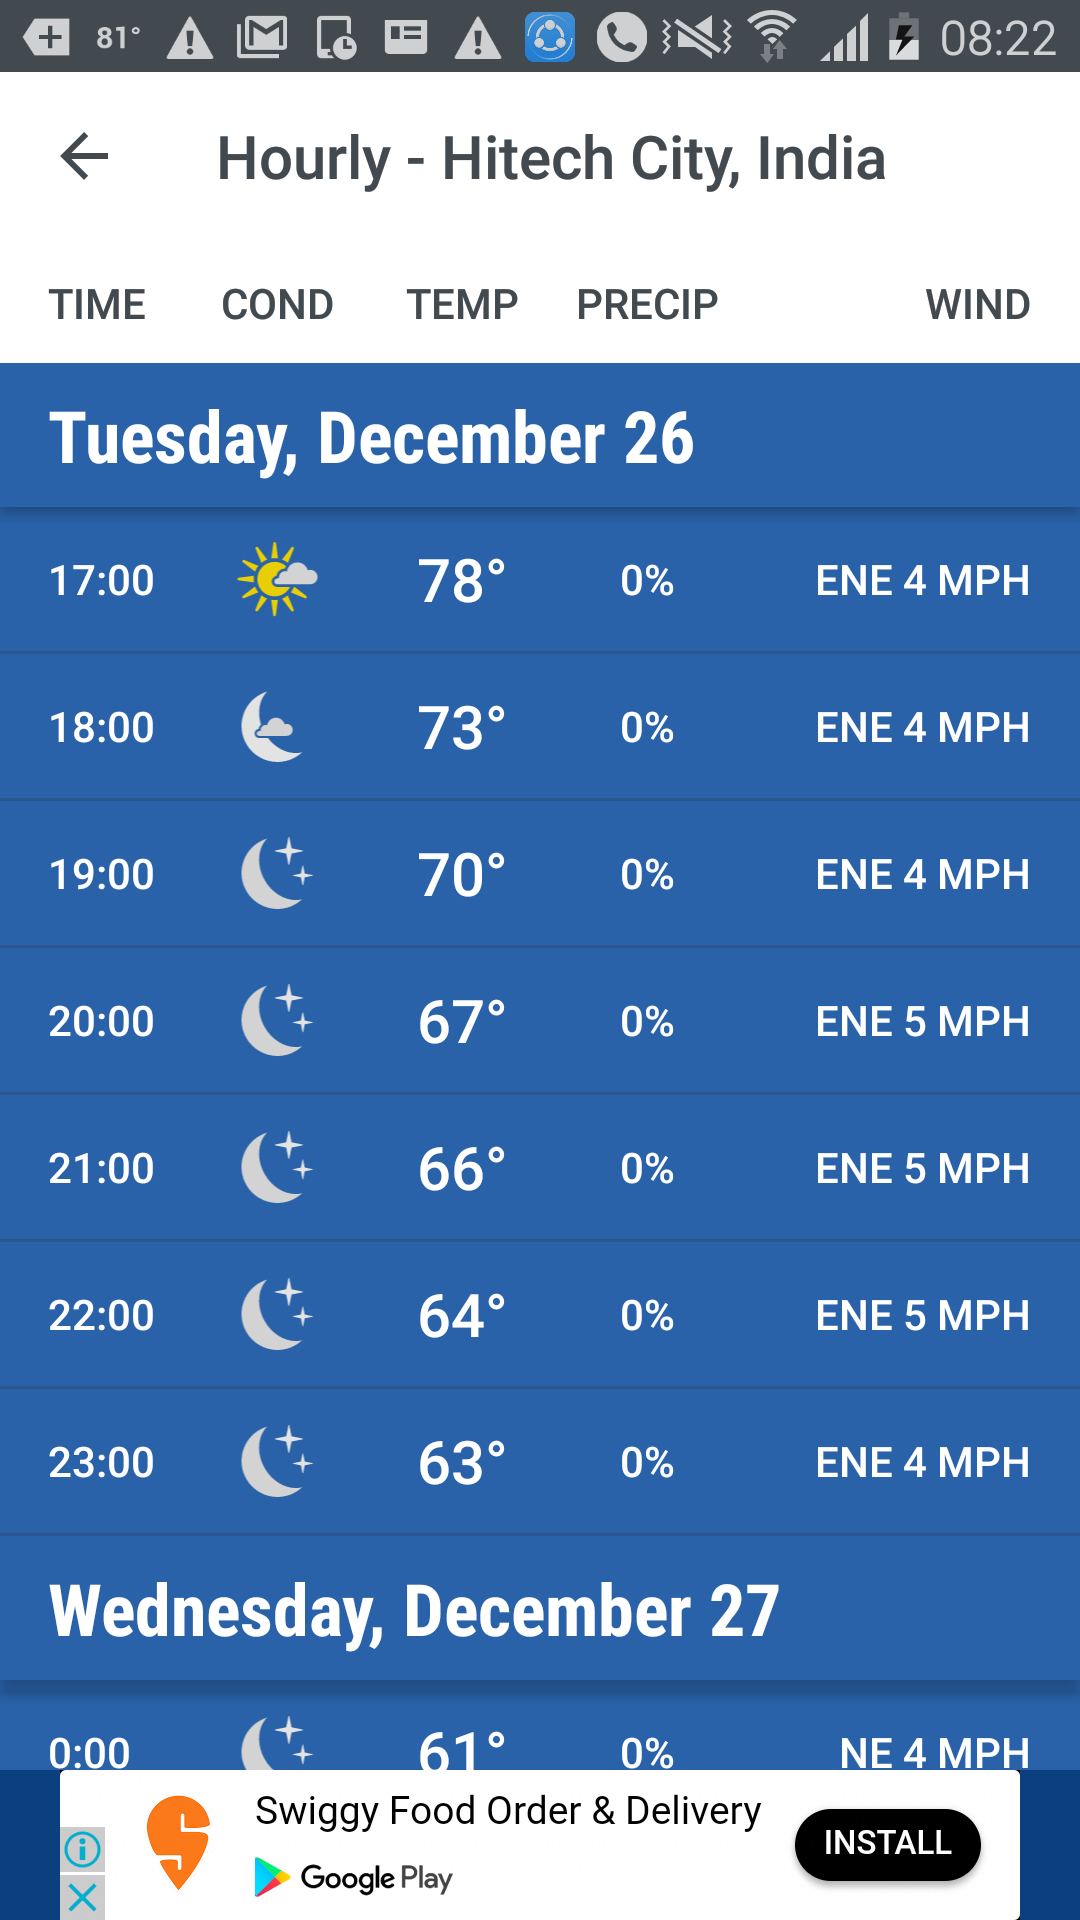 81° 08:22
Hourly - Hitech City, India
TIME COND TEMP PRECIP WIND
Tuesday, December 26
17:00 78° 0% ENE 4 MPH
18:00 73° 0% ENE 4 MPH
19:00 70° 0% ENE 4 MPH
20:00 67° 0% ENE 5 MPH
21:00 66° 0% ENE 5 MPH
22:00 64° 0% ENE 5 MPH
23:00 63° 0% ENE 4 MPH
Wednesday, December 27
0:00 61° 0% NE 4 MPH
Swiggy Food Order & Delivery
Google Play
INSTALL